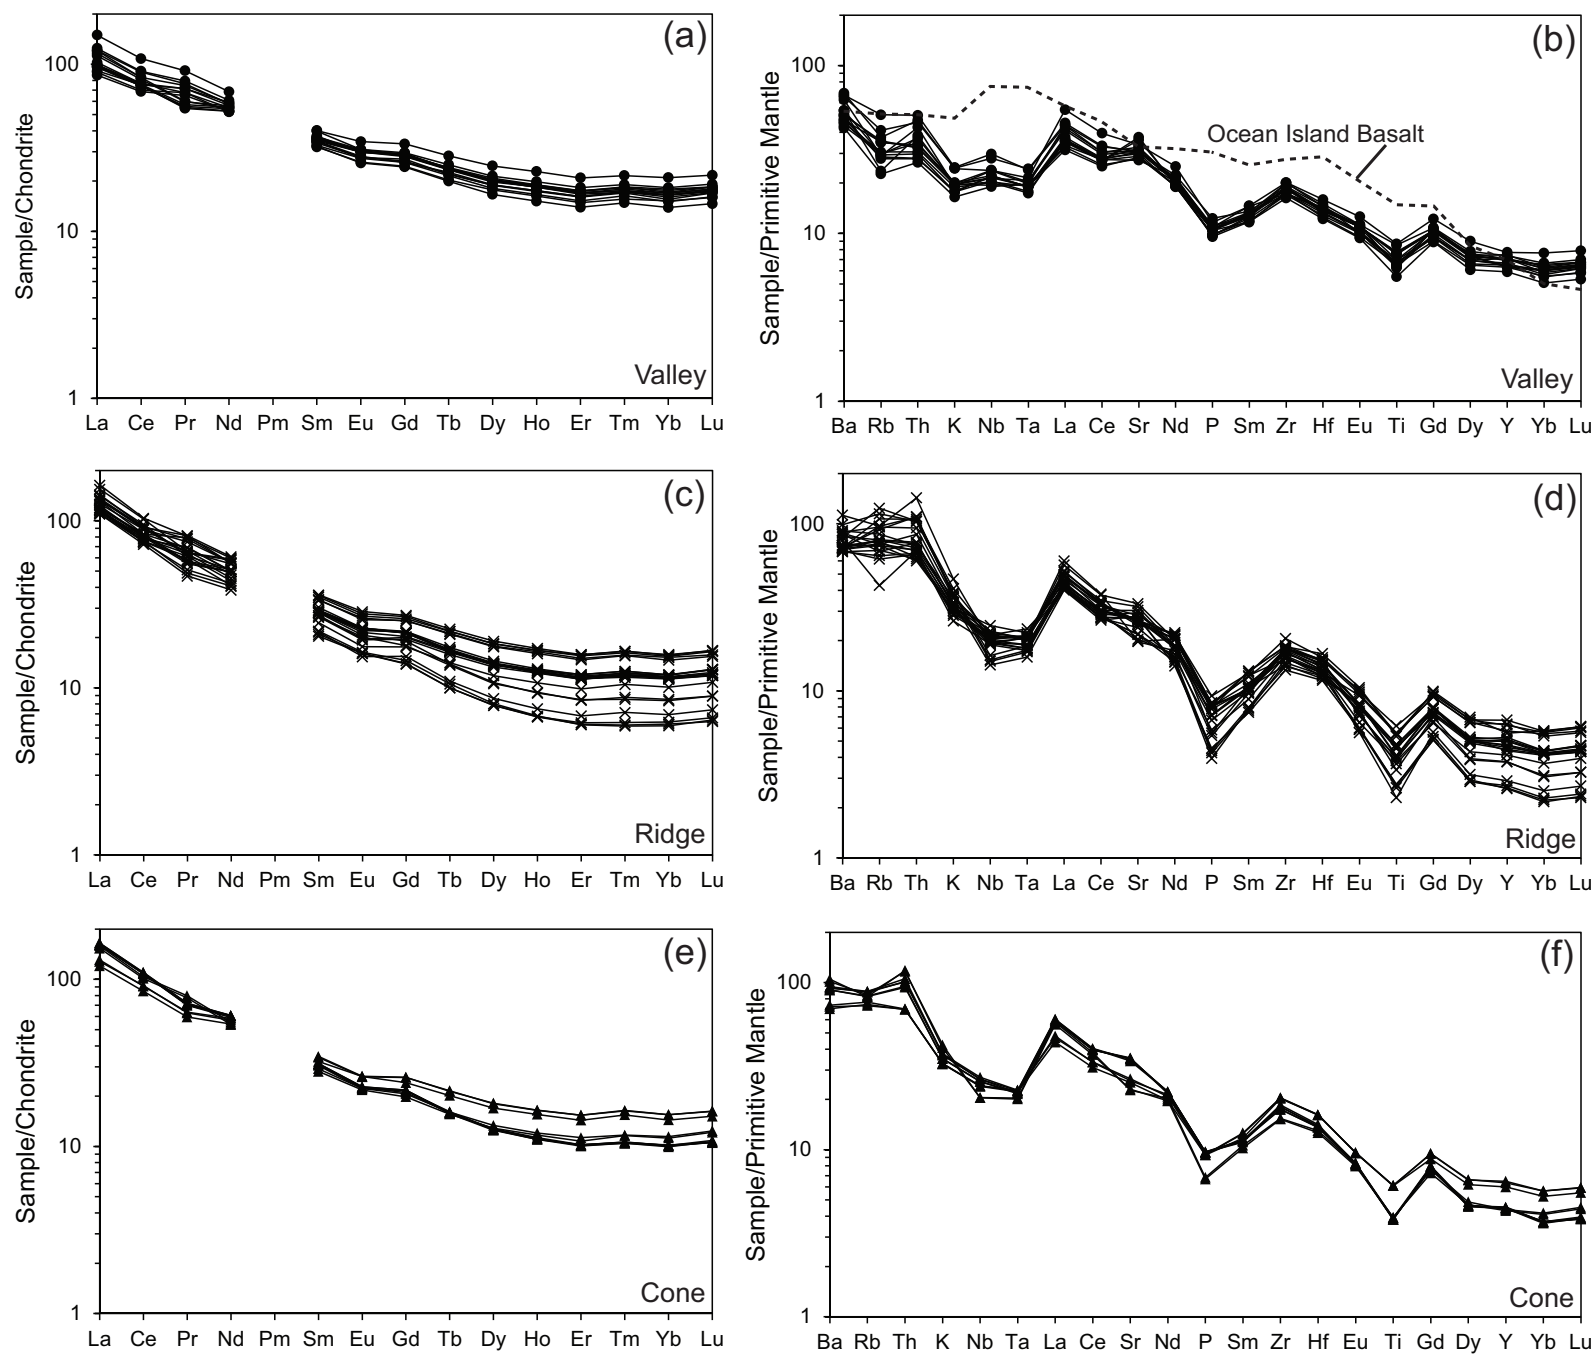 (a)
Sample/Chondrite
100
10
1
Valley
La Ce Pr Nd Pm Sm Eu Gd Tb Dy Ho Er Tm Yb Lu
(b)
Sample/Primitive Mantle
100
10
1
Ocean Island Basalt
Valley
Ba Rb Th K Nb Ta La Ce Sr Nd P Sm Zr Hf Eu Ti Gd Dy Y Yb Lu
(c)
Sample/Chondrite
100
10
1
Ridge
La Ce Pr Nd Pm Sm Eu Gd Tb Dy Ho Er Tm Yb Lu
(d)
Sample/Primitive Mantle
100
10
1
Ridge
Ba Rb Th K Nb Ta La Ce Sr Nd P Sm Zr Hf Eu Ti Gd Dy Y Yb Lu
(e)
Sample/Chondrite
100
10
1
Cone
La Ce Pr Nd Pm Sm Eu Gd Tb Dy Ho Er Tm Yb Lu
(f)
Sample/Primitive Mantle
100
10
1
Cone
Ba Rb Th K Nb Ta La Ce Sr Nd P Sm Zr Hf Eu Ti Gd Dy Y Yb Lu